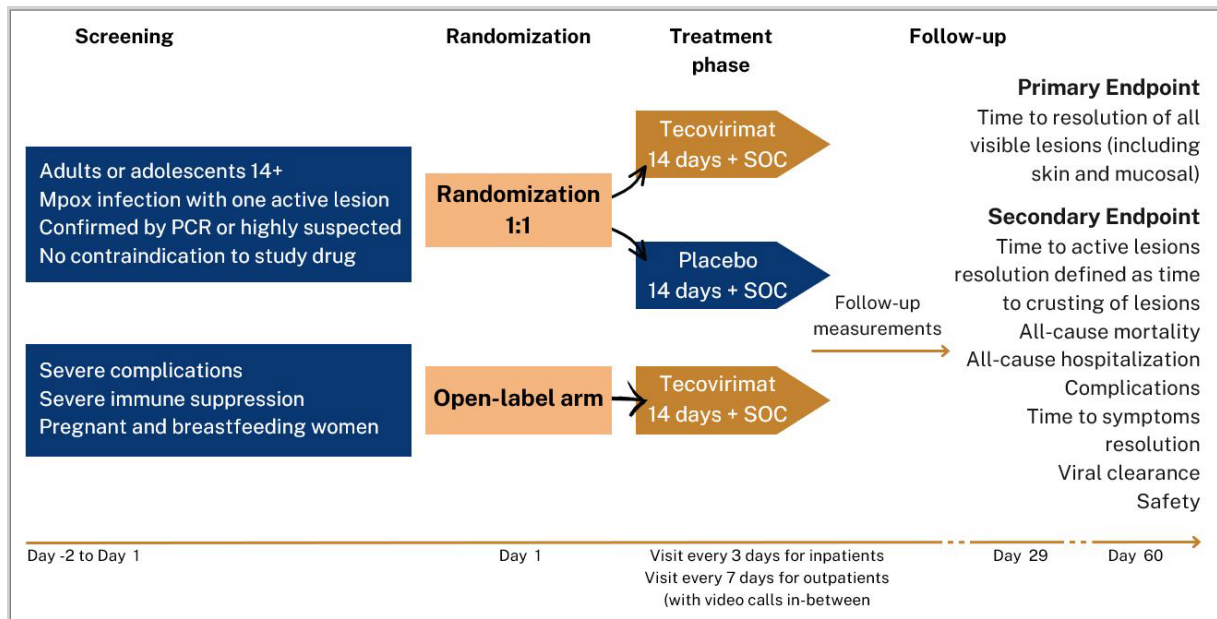 Screening
Randomization
Treatment
phase
Follow-up
Adults or adolescents 14+
Mpox infection with one active lesion
Confirmed by PCR or highly suspected
No contraindication to study drug
Randomization
1:1
Tecovirimat
14 days + SOC
Placebo
14 days + SOC
Severe complications
Severe immune suppression
Pregnant and breastfeeding women
Open-label arm
Tecovirimat
14 days + SOC
Follow-up
measurements
Primary Endpoint
Time to resolution of all
visible lesions (including
skin and mucosal)
Secondary Endpoint
Time to active lesions
resolution defined as time
to crusting of lesions
All-cause mortality
All-cause hospitalization
Complications
Time to symptoms
resolution
Viral clearance
Safety
Day -2 to Day 1
Day 1
Visit every 3 days for inpatients
Visit every 7 days for outpatients
(with video calls in-between
Day 29
Day 60